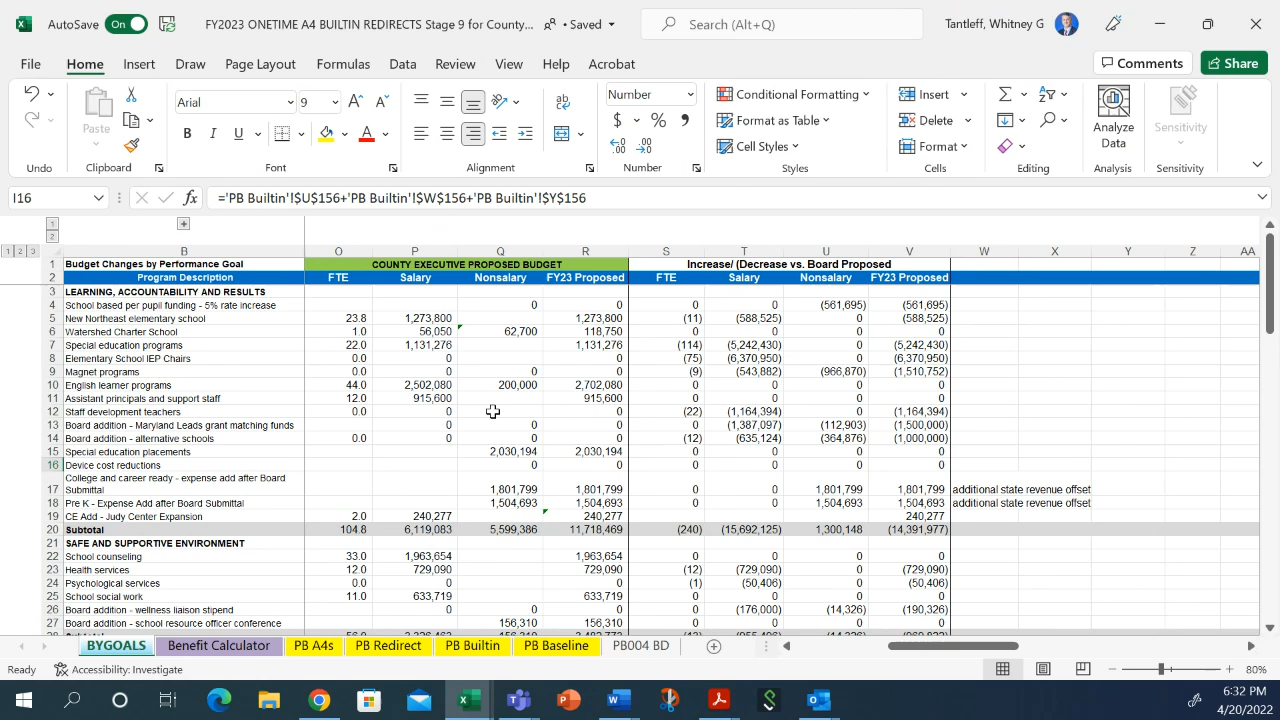 AutoSave On FY2023 ONETIME A4 BUILTIN REDIRECTS Stage 9 for County... • Saved Search (Alt+Q) Tantleff, Whitney G
File Home Insert Draw Page Layout Formulas Data Review View Help Acrobat Comments Share
Arial 9 Number Conditional Formatting Insert
Paste B I U A $ % Format as Table Delete Analyze Data Sensitivity
Cell Styles Format
Undo Clipboard Font Alignment Number Styles Cells Editing Analysis Sensitivity
I16 fx ='PB Builtin'!$U$156+'PB Builtin'!$W$156+'PB Builtin'!$Y$156
1
2
1 2 3 B O P Q R S T U V W X Y Z AA
1 Budget Changes by Performance Goal COUNTY EXECUTIVE PROPOSED BUDGET Increase/ (Decrease vs. Board Proposed
2 Program Description FTE Salary Nonsalary FY23 Proposed FTE Salary Nonsalary FY23 Proposed
3 LEARNING, ACCOUNTABILITY AND RESULTS
4 School based per pupil funding - 5% rate increase 0 0 0 0 (561,695) (561,695)
5 New Northeast elementary school 23.8 1,273,800 1,273,800 (11) (588,525) 0 (588,525)
6 Watershed Charter School 1.0 56,050 62,700 118,750 0 0 0 0
7 Special education programs 22.0 1,131,276 1,131,276 (114) (5,242,430) 0 (5,242,430)
8 Elementary School IEP Chairs 0.0 0 0 (75) (6,370,950) 0 (6,370,950)
9 Magnet programs 0.0 0 0 0 (9) (543,882) (966,870) (1,510,752)
10 English learner programs 44.0 2,502,080 200,000 2,702,080 0 0 0 0
11 Assistant principals and support staff 12.0 915,600 915,600 0 0 0 0
12 Staff development teachers 0.0 0 0 (22) (1,164,394) 0 (1,164,394)
13 Board addition - Maryland Leads grant matching funds 0 0 0 0 (1,387,097) (112,903) (1,500,000)
14 Board addition - alternative schools 0.0 0 0 0 (12) (635,124) (364,876) (1,000,000)
15 Special education placements 2,030,194 2,030,194 0 0 0 0
16 Device cost reductions 0 0 0 0 0 0
College and career ready - expense add after Board
17 Submittal 1,801,799 1,801,799 0 0 1,801,799 1,801,799 additional state revenue offset
18 Pre K - Expense Add after Board Submittal 1,504,693 1,504,693 0 0 1,504,693 1,504,693 additional state revenue offset
19 CE Add - Judy Center Expansion 2.0 240,277 240,277 240,277
20 Subtotal 104.8 6,119,083 5,599,386 11,718,469 (240) (15,692,125) 1,300,148 (14,391,977)
21 SAFE AND SUPPORTIVE ENVIRONMENT
22 School counseling 33.0 1,963,654 1,963,654 0 0 0 0
23 Health services 12.0 729,090 729,090 (12) (729,090) 0 (729,090)
24 Psychological services 0.0 0 0 (1) (50,406) 0 (50,406)
25 School social work 11.0 633,719 633,719 0 0 0 0
26 Board addition - wellness liaison stipend 0 0 0 0 (176,000) (14,326) (190,326)
27 Board addition - school resource officer conference 156,310 156,310 0 0 0 0
BYGOALS Benefit Calculator PB A4s PB Redirect PB Builtin PB Baseline PB004 BD
Ready Accessibility: Investigate 80%
6:32 PM
4/20/2022